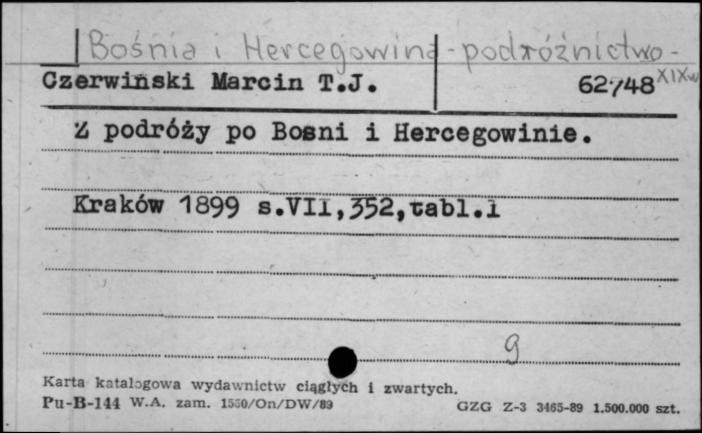 Bośnia i Hercegowina - podróżnictwo -
XIXw
Czerwiński Marcin T.J. 62748
Z podróży po Bosni i Hercegowinie.
Kraków 1899 s.VII,352,tabl.1
g
Karta katalogowa wydawnictw ciągłych i zwartych.
Pu-B-144 W.A. zam. 1550/On/DW/89 GZG Z-3 3465-89 1.500.000 szt.